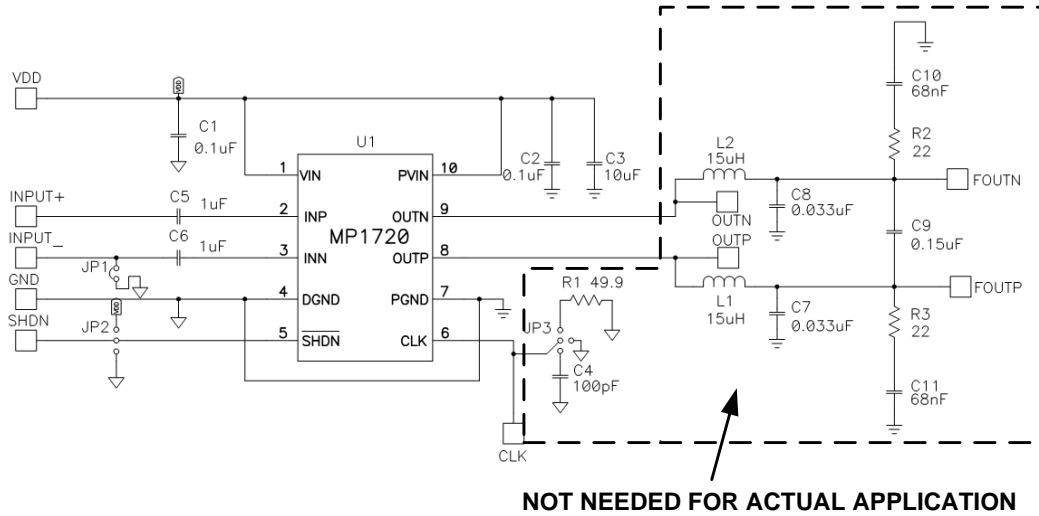 VDD
VDD
C1
0.1uF
U1
1
VIN
PVIN
10
C2
0.1uF
C3
10uF
INPUT+
C5
1uF
2
INP
OUTN
9
INPUT_
C6
1uF
3
INN
OUTP
8
MP1720
JP1
GND
4
DGND
PGND
7
SHDN
VDD
JP2
5
SHDN
CLK
6
CLK
R1 49.9
JP3
C4
100pF
L2
15uH
OUTN
OUTP
L1
15uH
C8
0.033uF
C7
0.033uF
C10
68nF
R2
22
FOUTN
C9
0.15uF
FOUTP
R3
22
C11
68nF
NOT NEEDED FOR ACTUAL APPLICATION